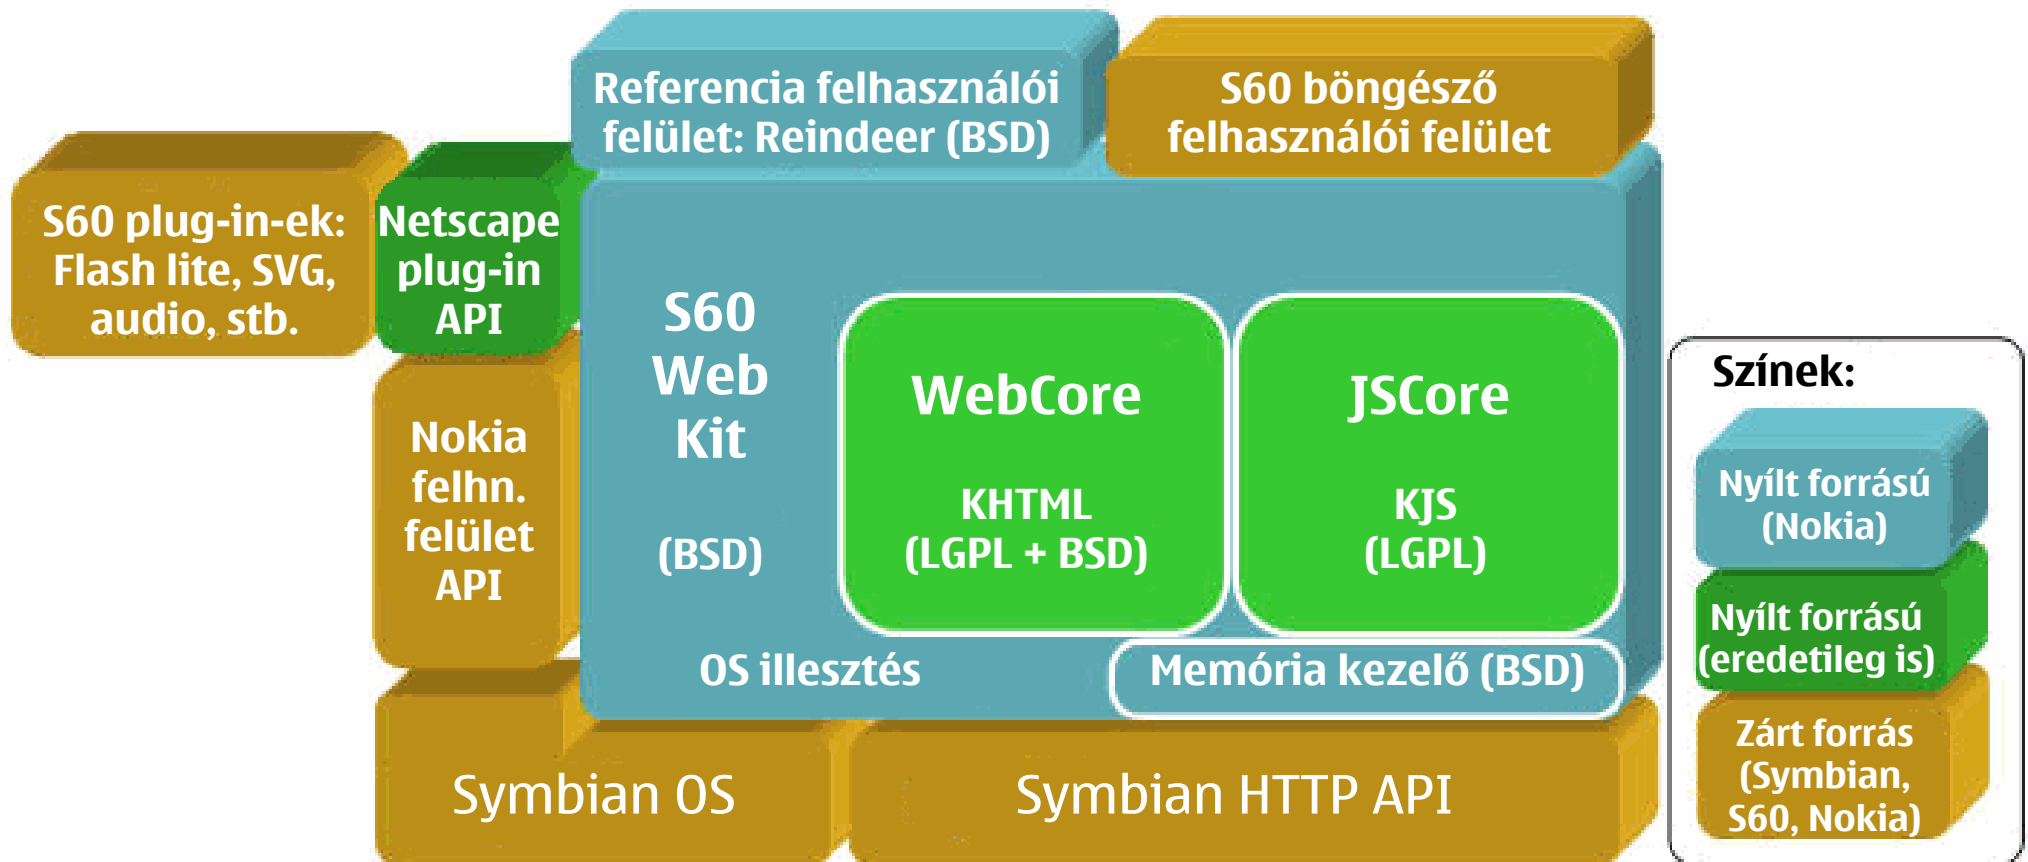 Referencia felhasználói
felület: Reindeer (BSD)
S60 böngésző
felhasználói felület
S60 plug-in-ek:
Flash lite, SVG,
audio, stb.
Netscape
plug-in
API
Nokia
felhn.
felület
API
S60
Web
Kit
(BSD)
WebCore
KHTML
(LGPL + BSD)
JSCore
KJS
(LGPL)
OS illesztés
Memória kezelő (BSD)
Symbian OS
Symbian HTTP API
Színek:
Nyílt forrású
(Nokia)
Nyílt forrású
(eredetileg is)
Zárt forrás
(Symbian,
S60, Nokia)